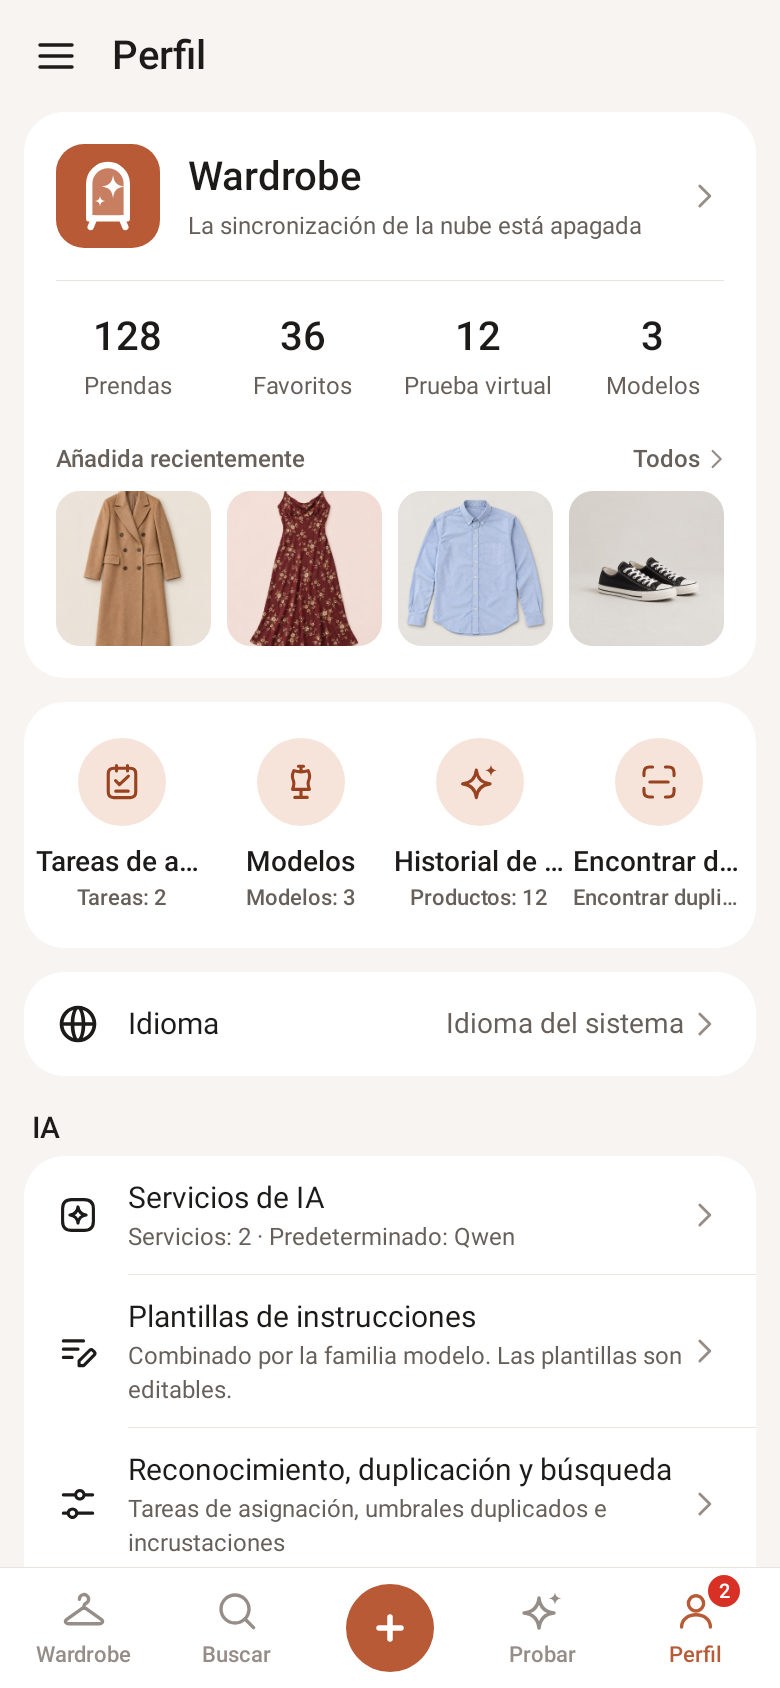 Perfil
Wardrobe
La sincronización de la nube está apagada
128
Prendas
36
Favoritos
12
Prueba virtual
3
Modelos
Añadida recientemente
Todos
Tareas de a...
Tareas: 2
Modelos
Modelos: 3
Historial de ...
Productos: 12
Encontrar d...
Encontrar dupli...
Idioma
Idioma del sistema
IA
Servicios de IA
Servicios: 2 · Predeterminado: Qwen
Plantillas de instrucciones
Combinado por la familia modelo. Las plantillas son
editables.
Reconocimiento, duplicación y búsqueda
Tareas de asignación, umbrales duplicados e
incrustaciones
Wardrobe
Buscar
Probar
2
Perfil